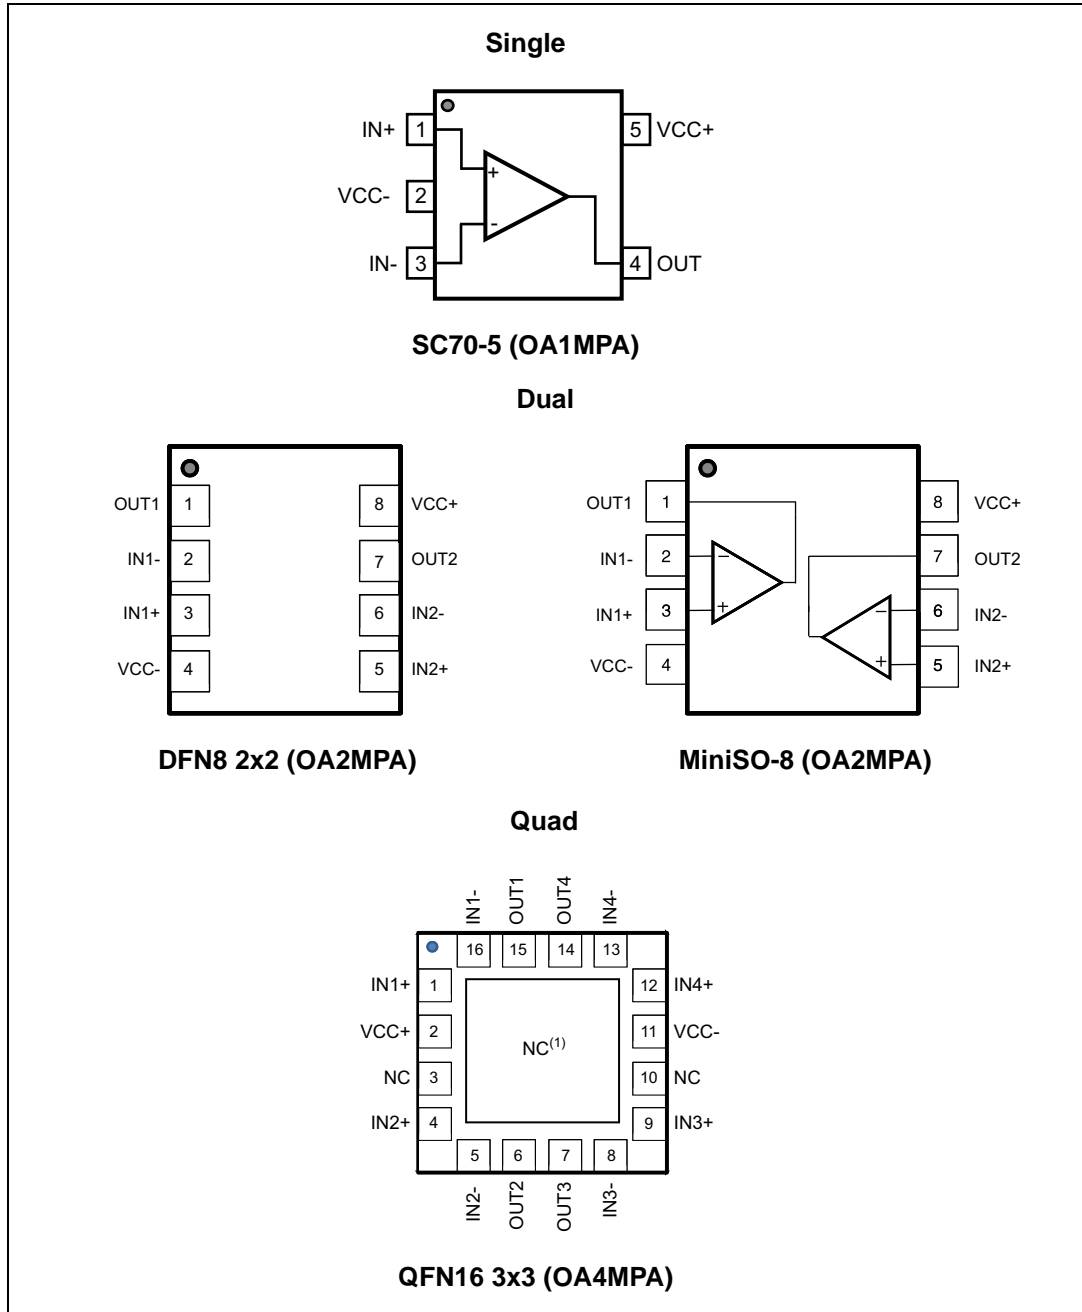 Single
IN+ 1
5 VCC+
+
VCC- 2
-
IN- 3
4 OUT
SC70-5 (OA1MPA)
Dual
OUT1 1
8 VCC+
IN1- 2
7 OUT2
IN1+ 3
6 IN2-
VCC- 4
5 IN2+
DFN8 2x2 (OA2MPA)
OUT1 1
8 VCC+
IN1- 2 −
7 OUT2
IN1+ 3 +
− 6 IN2-
VCC- 4
+ 5 IN2+
MiniSO-8 (OA2MPA)
Quad
IN1- OUT1 OUT4 IN4-
16 15 14 13
IN1+ 1
12 IN4+
VCC+ 2
11 VCC-
NC(1)
NC 3
10 NC
IN2+ 4
9 IN3+
5 6 7 8
IN2- OUT2 OUT3 IN3-
QFN16 3x3 (OA4MPA)